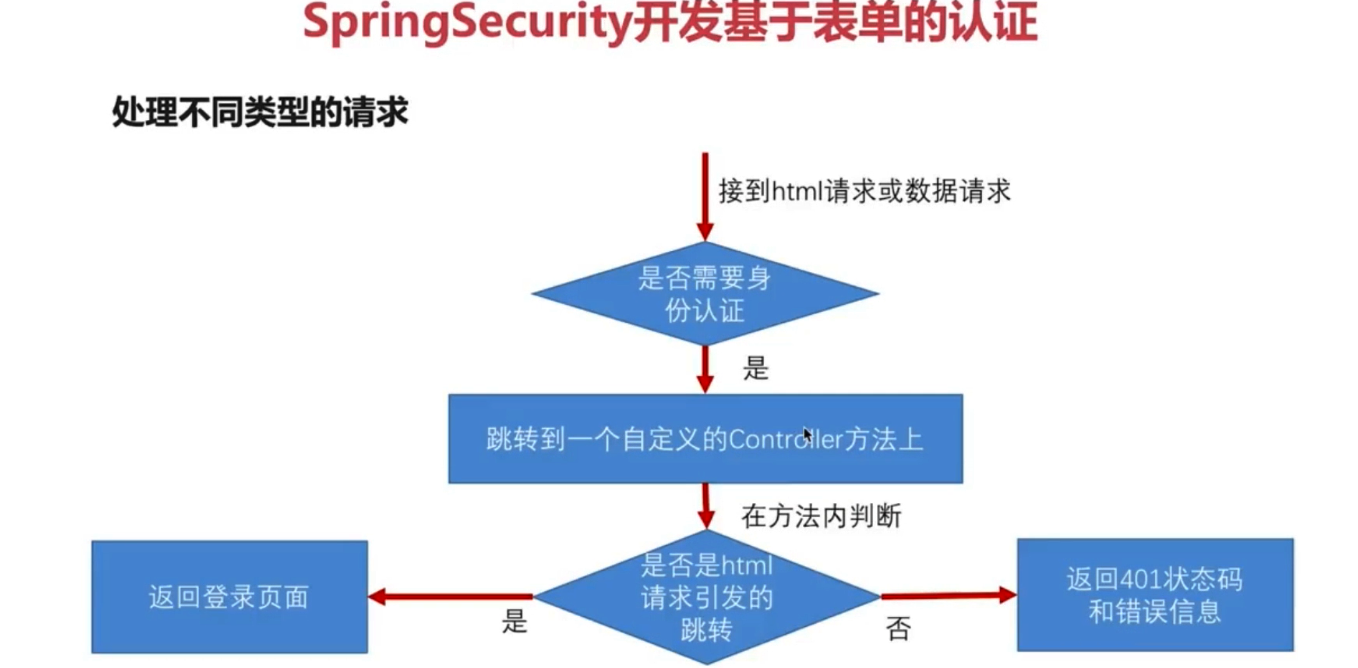 SpringSecurity开发基于表单的认证
处理不同类型的请求
接到html请求或数据请求
是否需要身
份认证
是
跳转到一个自定义的Controller方法上
在方法内判断
返回登录页面
是
是否是html
请求引发的
跳转
否
返回401状态码
和错误信息